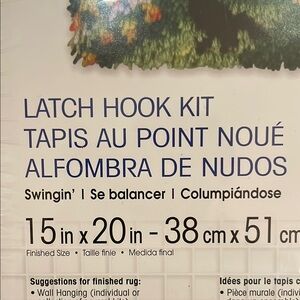 LATCH HOOK KIT
TAPIS AU POINT NOUÉ
ALFOMBRA DE NUDOS
Swingin' | Se balancer | Columpiándose
15 in x 20 in - 38 cm x 51 cm
Finished Size • Taille finie • Medida final
Suggestions for finished rug:
Idées pour le tapis
• Wall Hanging (individual or
• Pièce murale (indiv